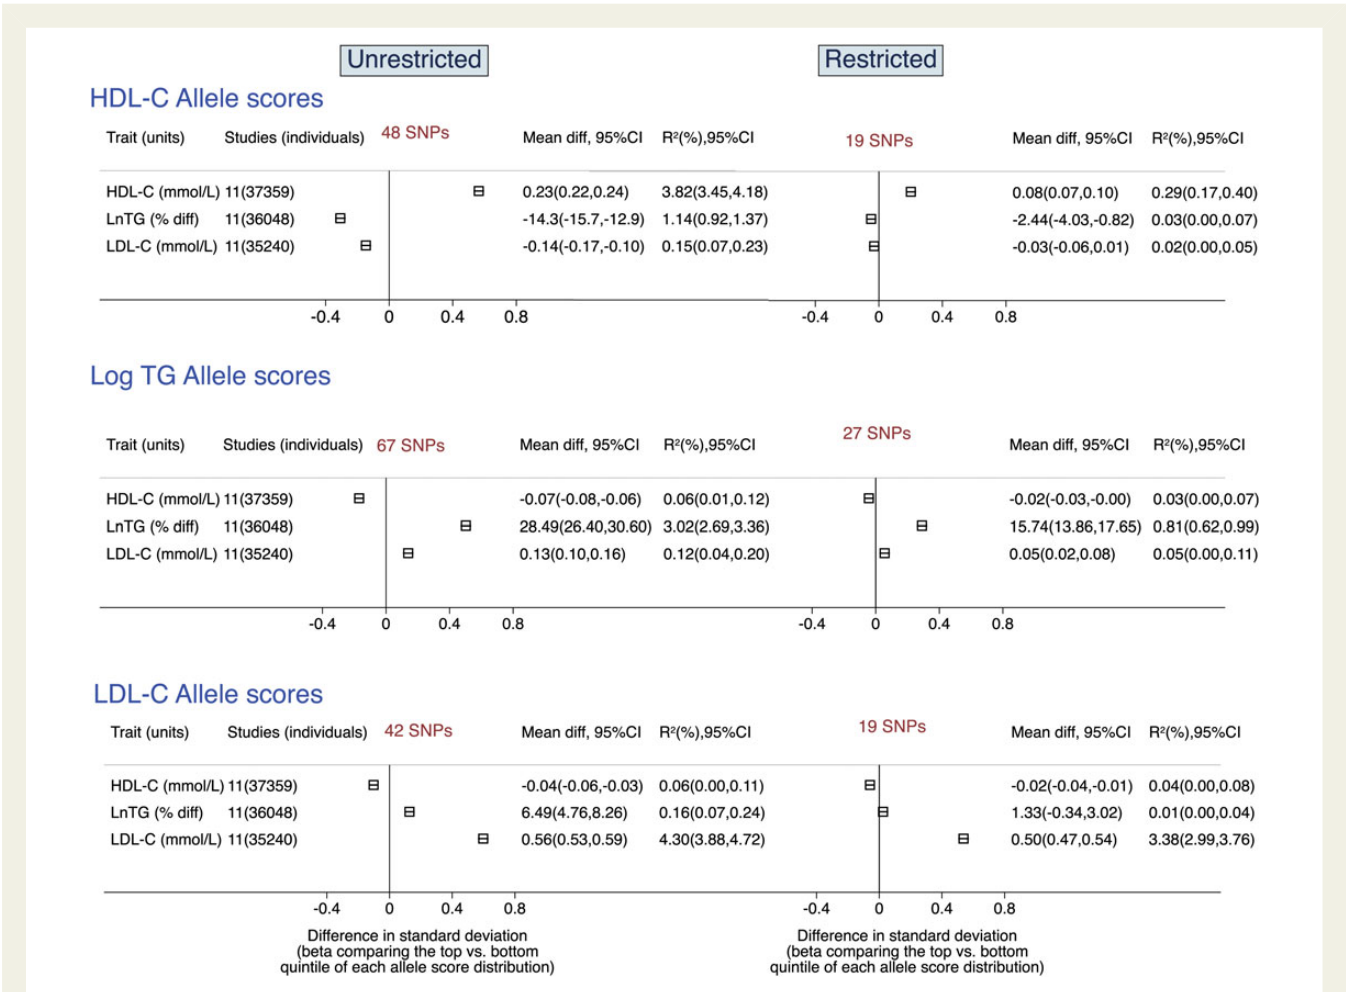 Unrestricted Restricted
HDL-C Allele scores
Trait (units) Studies (individuals) 48 SNPs Mean diff, 95%CI R²(%),95%CI 19 SNPs Mean diff, 95%CI R²(%),95%CI
HDL-C (mmol/L) 11(37359) 0.23(0.22,0.24) 3.82(3.45,4.18) 0.08(0.07,0.10) 0.29(0.17,0.40)
LnTG (% diff) 11(36048) -14.3(-15.7,-12.9) 1.14(0.92,1.37) -2.44(-4.03,-0.82) 0.03(0.00,0.07)
LDL-C (mmol/L) 11(35240) -0.14(-0.17,-0.10) 0.15(0.07,0.23) -0.03(-0.06,0.01) 0.02(0.00,0.05)
-0.4 0 0.4 0.8 -0.4 0 0.4 0.8
Log TG Allele scores
Trait (units) Studies (individuals) 67 SNPs Mean diff, 95%CI R²(%),95%CI 27 SNPs Mean diff, 95%CI R²(%),95%CI
HDL-C (mmol/L) 11(37359) -0.07(-0.08,-0.06) 0.06(0.01,0.12) -0.02(-0.03,-0.00) 0.03(0.00,0.07)
LnTG (% diff) 11(36048) 28.49(26.40,30.60) 3.02(2.69,3.36) 15.74(13.86,17.65) 0.81(0.62,0.99)
LDL-C (mmol/L) 11(35240) 0.13(0.10,0.16) 0.12(0.04,0.20) 0.05(0.02,0.08) 0.05(0.00,0.11)
-0.4 0 0.4 0.8 -0.4 0 0.4 0.8
LDL-C Allele scores
Trait (units) Studies (individuals) 42 SNPs Mean diff, 95%CI R²(%),95%CI 19 SNPs Mean diff, 95%CI R²(%),95%CI
HDL-C (mmol/L) 11(37359) -0.04(-0.06,-0.03) 0.06(0.00,0.11) -0.02(-0.04,-0.01) 0.04(0.00,0.08)
LnTG (% diff) 11(36048) 6.49(4.76,8.26) 0.16(0.07,0.24) 1.33(-0.34,3.02) 0.01(0.00,0.04)
LDL-C (mmol/L) 11(35240) 0.56(0.53,0.59) 4.30(3.88,4.72) 0.50(0.47,0.54) 3.38(2.99,3.76)
-0.4 0 0.4 0.8 -0.4 0 0.4 0.8
Difference in standard deviation Difference in standard deviation
(beta comparing the top vs. bottom (beta comparing the top vs. bottom
quintile of each allele score distribution) quintile of each allele score distribution)